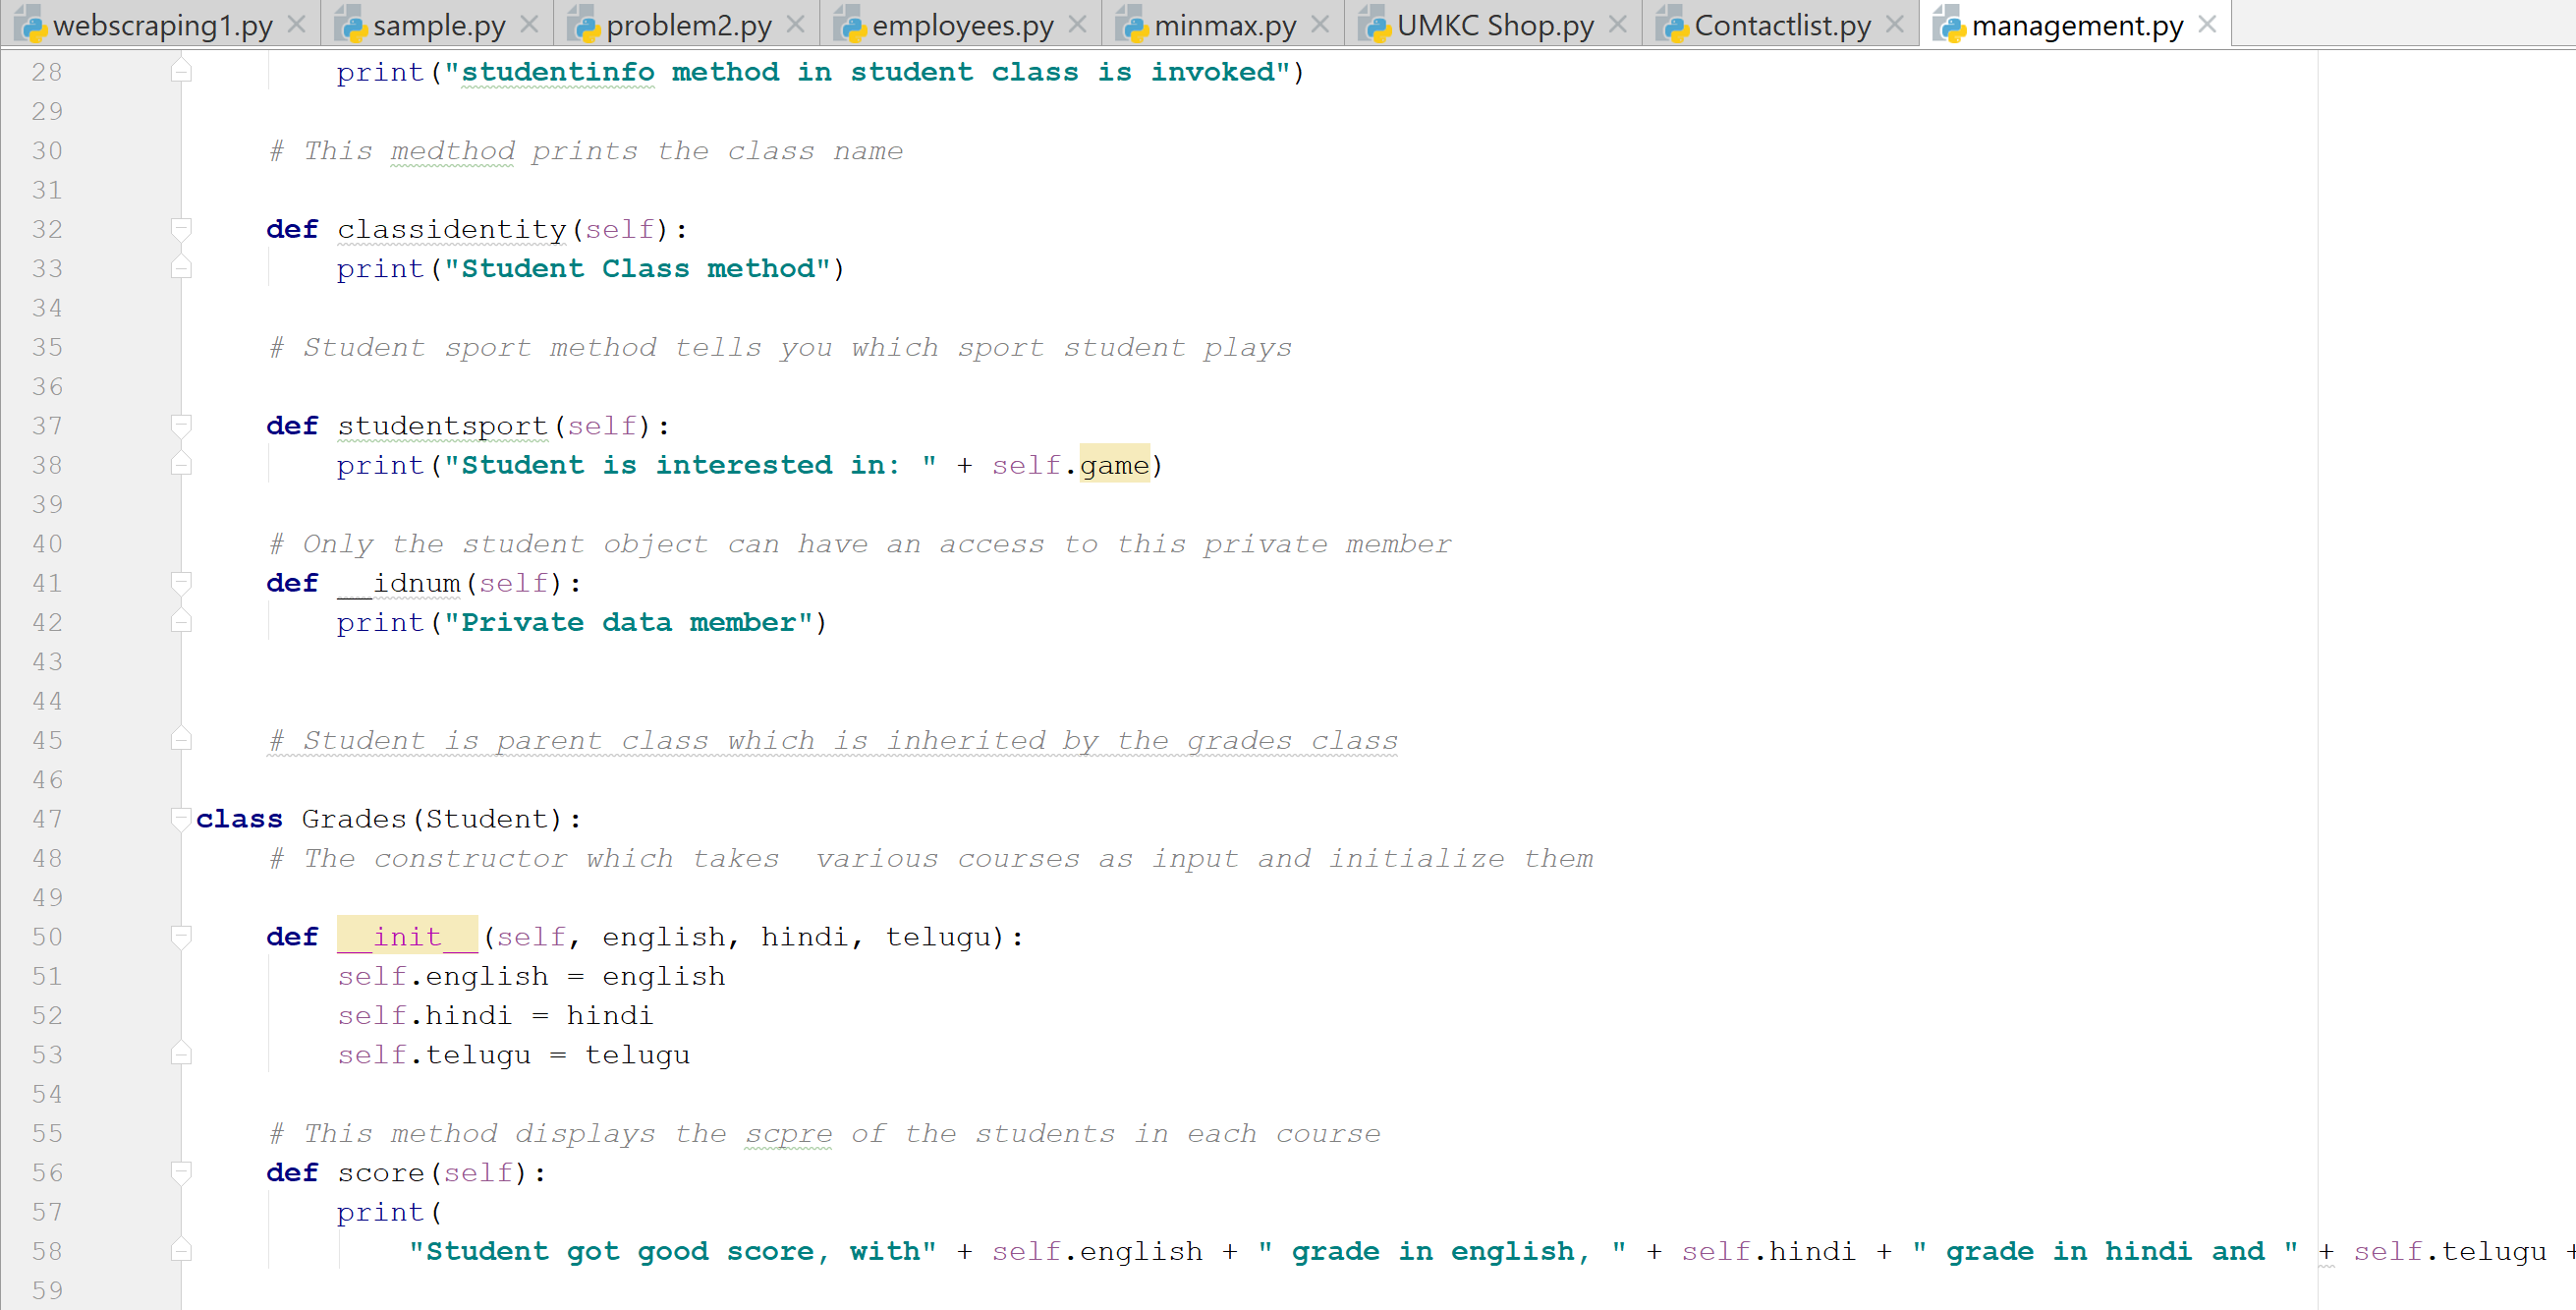 webscraping1.py sample.py problem2.py employees.py minmax.py UMKC Shop.py Contactlist.py management.py
28 print("studentinfo method in student class is invoked")
29
30 # This medthod prints the class name
31
32 def classidentity(self):
33 print("Student Class method")
34
35 # Student sport method tells you which sport student plays
36
37 def studentsport(self):
38 print("Student is interested in: " + self.game)
39
40 # Only the student object can have an access to this private member
41 def __idnum(self):
42 print("Private data member")
43
44
45 # Student is parent class which is inherited by the grades class
46
47 class Grades(Student):
48 # The constructor which takes  various courses as input and initialize them
49
50 def __init__(self, english, hindi, telugu):
51 self.english = english
52 self.hindi = hindi
53 self.telugu = telugu
54
55 # This method displays the scpre of the students in each course
56 def score(self):
57 print(
58 "Student got good score, with" + self.english + " grade in english, " + self.hindi + " grade in hindi and " + self.telugu +
59